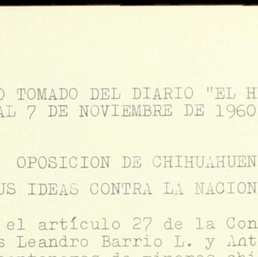 O TOMADO DEL DIARIO "EL H
AL 7 DE NOVIEMBRE DE 1960
OPOSICION DE CHIHUAHUEN
US IDEAS CONTRA LA NACION
el artículo 27 de la Con
s Leandro Barrio L. y Ant